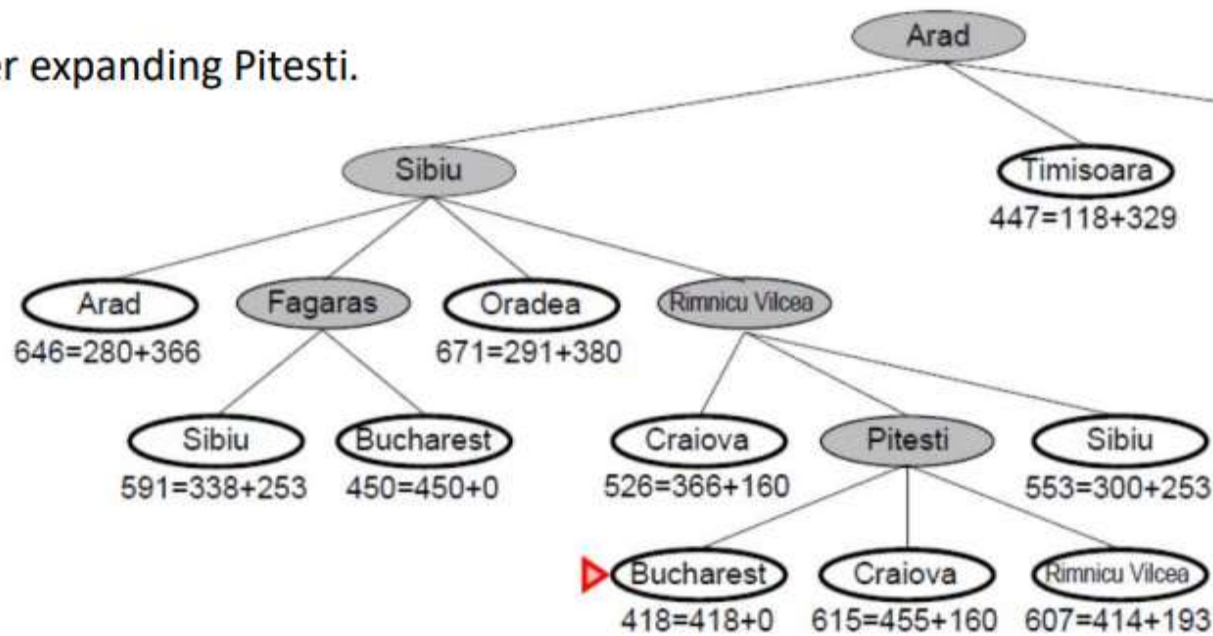 er expanding Pitesti.
Arad
Sibiu
Timisoara
447=118+329
Arad
Fagaras
Oradea
Rimnicu Vilcea
646=280+366
671=291+380
Sibiu
Bucharest
Craiova
Pitesti
Sibiu
591=338+253
450=450+0
526=366+160
553=300+253
Bucharest
Craiova
Rimnicu Vilcea
418=418+0
615=455+160
607=414+193